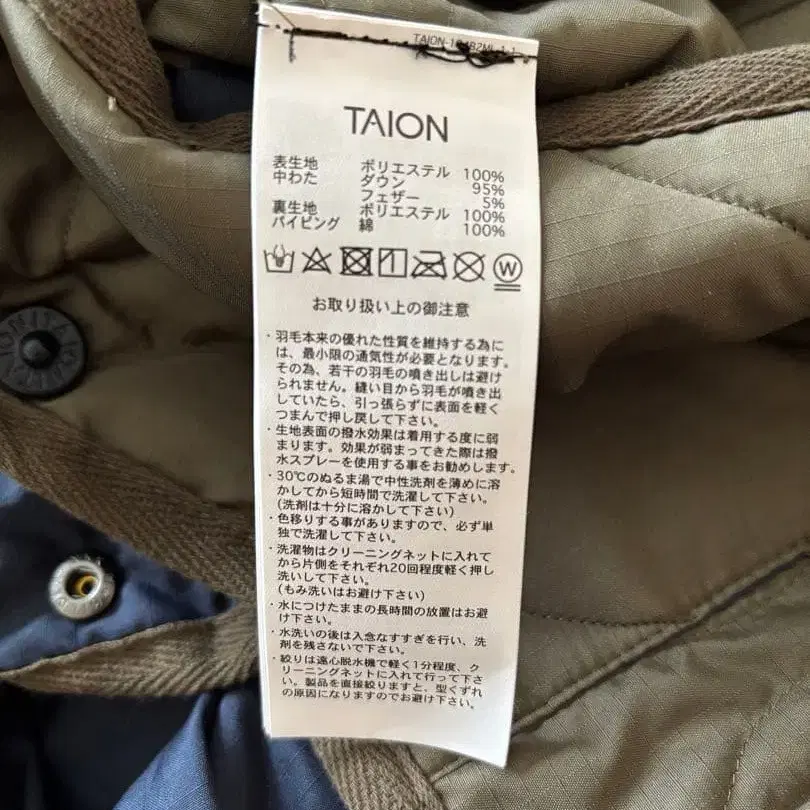 TAION
表生地 ポリエステル 100%
中わた ダウン 95%
フェザー 5%
裏生地 ポリエステル 100%
パイピング 綿 100%
W
お取り扱い上の御注意
・羽毛本来の優れた性質を維持する為に
は、最小限の通気性が必要となります。
その為、若干の羽毛の噴き出しは避け
られません。縫い目から羽毛が噴き出
していたら、引っ張らずに表面を軽く
つまんで押し戻して下さい。
・生地表面の撥水効果は着用する度に弱
まります。効果が弱まってきた際は撥
水スプレーを使用する事をお勧めします。
・30℃のぬるま湯で中性洗剤を薄めに溶
かしてから短時間で洗濯して下さい。
(洗剤は十分に溶かして下さい)
・色移りする事がありますので、必ず単
独で洗濯して下さい。
・洗濯物はクリーニングネットに入れて
から片側をそれぞれ20回程度軽く押し
洗いして下さい。
(もみ洗いはお避け下さい)
・水につけたままの長時間の放置はお避
け下さい。
・水洗いの後は入念なすすぎを行い、洗
剤を残さないで下さい。
・絞りは遠心脱水機で軽く1分程度、ク
リーニングネットに入れて行って下さ
い。製品を直接絞りますと、型くずれ
の原因になりますのでお避け下さい。